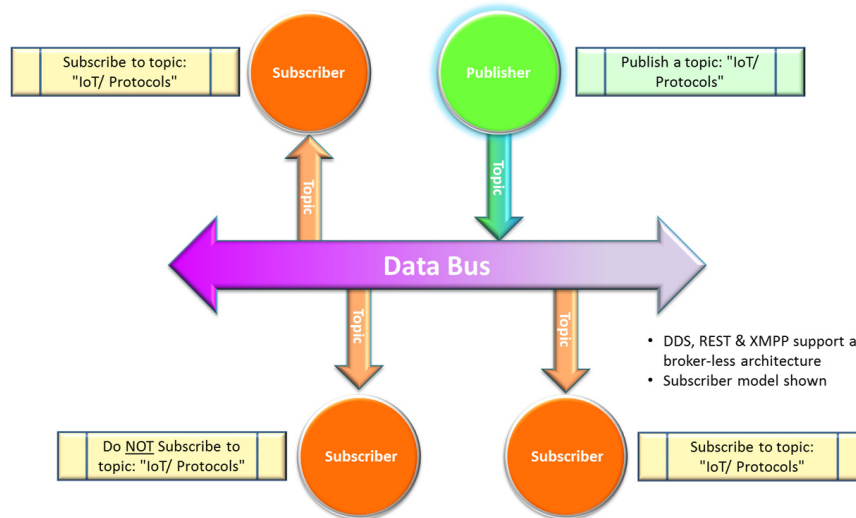 Subscribe to topic:
"IoT/ Protocols"
Subscriber
Publisher
Publish a topic: "IoT/
Protocols"
Topic
Topic
Data Bus
Topic
Topic
• DDS, REST & XMPP support a
broker-less architecture
• Subscriber model shown
Do NOT Subscribe to
topic: "IoT/ Protocols"
Subscriber
Subscriber
Subscribe to topic:
"IoT/ Protocols"